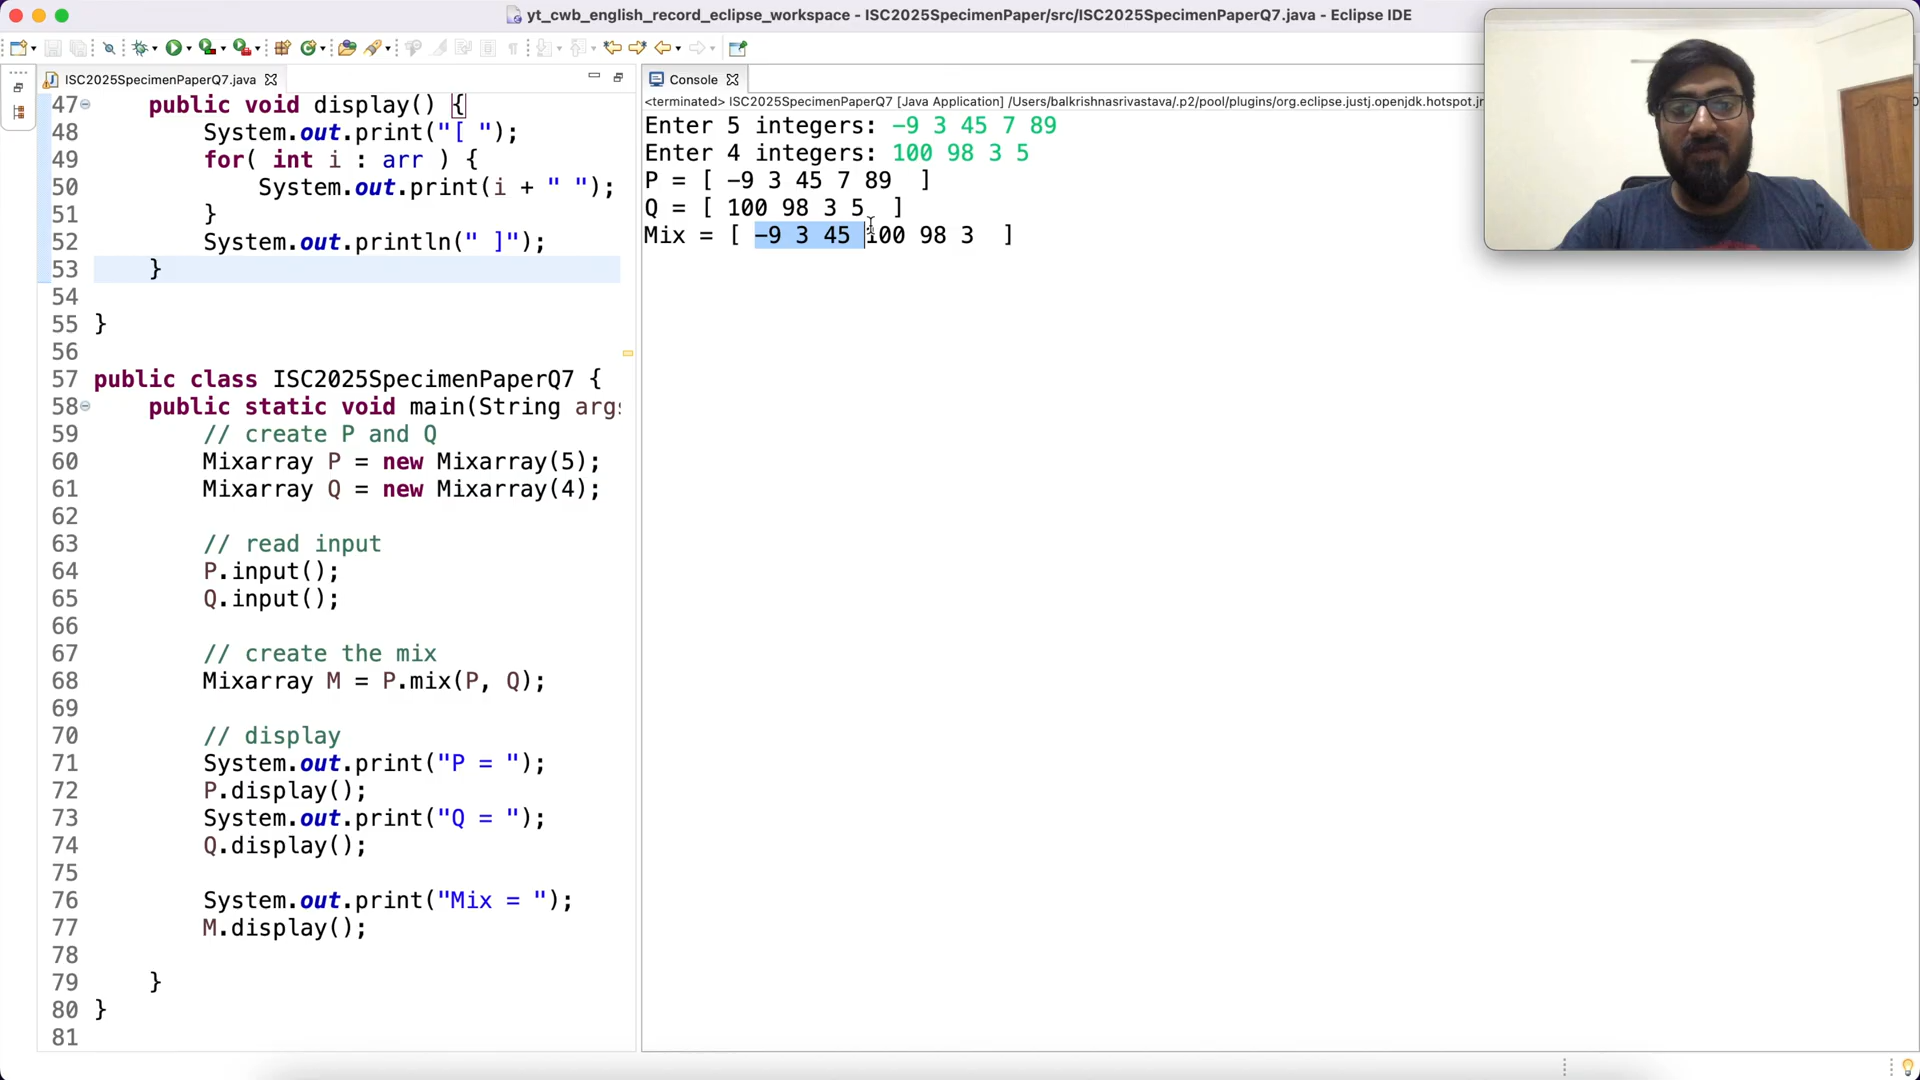 yt_cwb_english_record_eclipse_workspace - ISC2025SpecimenPaper/src/ISC2025SpecimenPaperQ7.java - Eclipse IDE
ISC2025SpecimenPaperQ7.java
47 public void display() {
48 System.out.print("[ ");
49 for( int i : arr ) {
50 System.out.print(i + " ");
51 }
52 System.out.println(" ]");
53 }
54
55 }
56
57 public class ISC2025SpecimenPaperQ7 {
58 public static void main(String args
59 // create P and Q
60 Mixarray P = new Mixarray(5);
61 Mixarray Q = new Mixarray(4);
62
63 // read input
64 P.input();
65 Q.input();
66
67 // create the mix
68 Mixarray M = P.mix(P, Q);
69
70 // display
71 System.out.print("P = ");
72 P.display();
73 System.out.print("Q = ");
74 Q.display();
75
76 System.out.print("Mix = ");
77 M.display();
78
79 }
80 }
81
Console
<terminated> ISC2025SpecimenPaperQ7 [Java Application] /Users/balkrishnasrivastava/.p2/pool/plugins/org.eclipse.justj.openjdk.hotspot.jr
Enter 5 integers: -9 3 45 7 89
Enter 4 integers: 100 98 3 5
P = [ -9 3 45 7 89  ]
Q = [ 100 98 3 5  ]
Mix = [ -9 3 45 100 98 3  ]